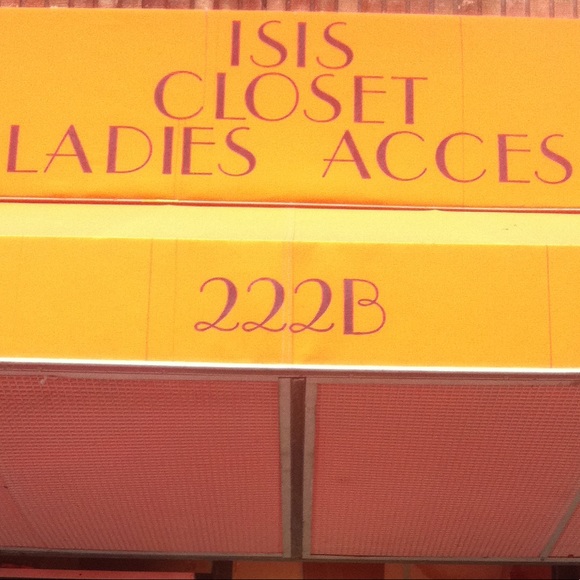 ISIS
CLOSET
LADIES ACCES
222B